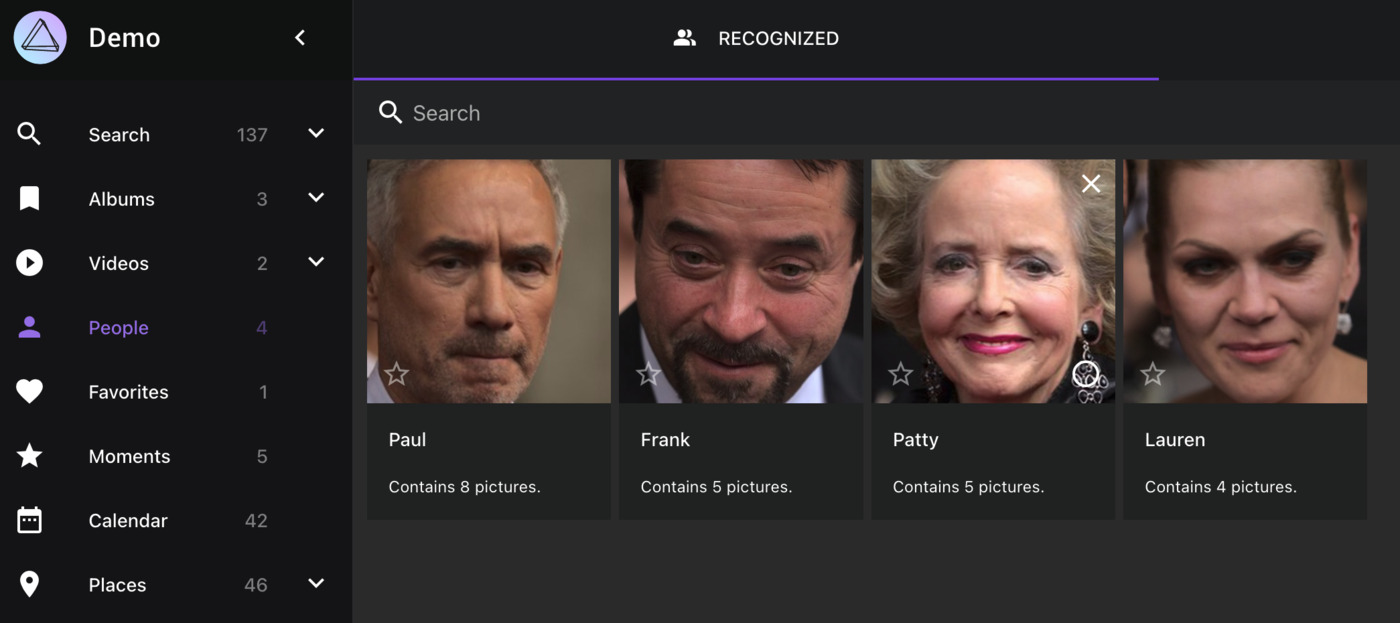 Demo
RECOGNIZED
Search
Search 137
Albums 3
Videos 2
People 4
Favorites 1
Moments 5
Calendar 42
Places 46
Paul
Contains 8 pictures.
Frank
Contains 5 pictures.
Patty
Contains 5 pictures.
Lauren
Contains 4 pictures.